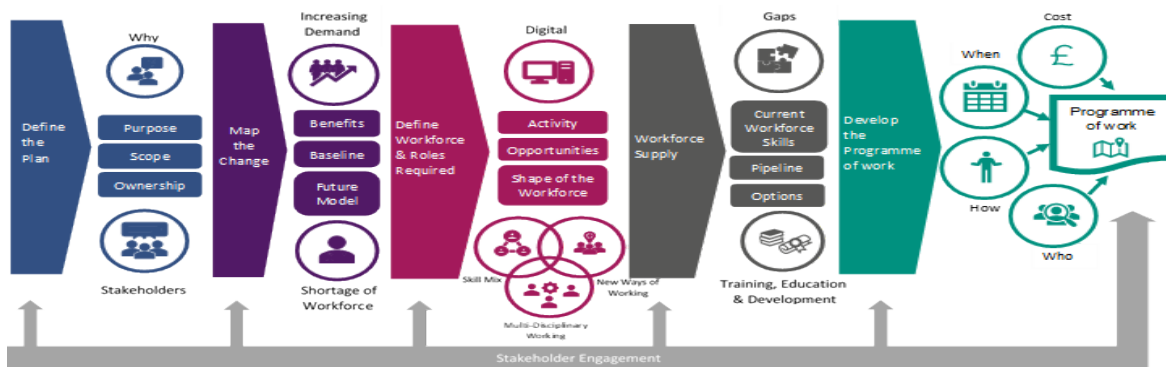 Define
the Plan
Why
Purpose
Scope
Ownership
Stakeholders
Map
the
Change
Increasing
Demand
Benefits
Baseline
Future
Model
Shortage of
Workforce
Define
Workforce
& Roles
Required
Digital
Activity
Opportunities
Shape of the
Workforce
Skill Mix
New Ways of
Working
Multi-Disciplinary
Working
Workforce
Supply
Gaps
Current
Workforce
Skills
Pipeline
Options
Training, Education
& Development
Develop
the
Programme
of work
Cost
£
When
How
Who
Programme
of work
Stakeholder Engagement